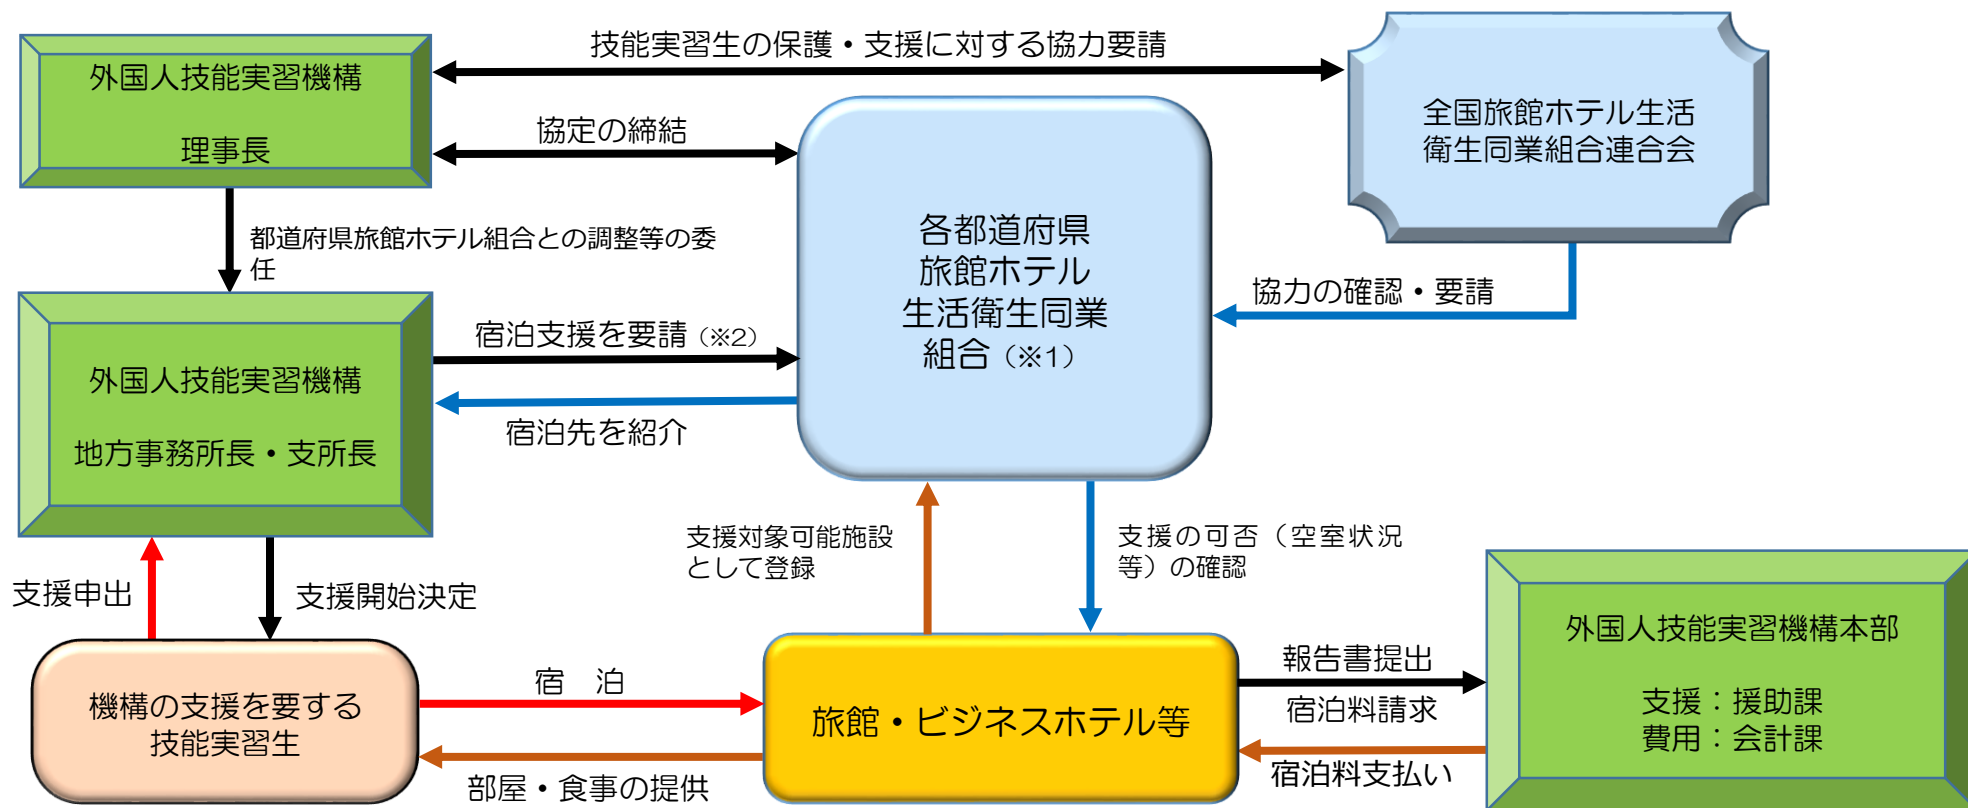 技能実習生の保護・支援に対する協力要請
外国人技能実習機構
理事長
協定の締結
全国旅館ホテル生活
衛生同業組合連合会
都道府県旅館ホテル組合との調整等の委
任
各都道府県
旅館ホテル
生活衛生同業
組合（※1）
協力の確認・要請
宿泊支援を要請（※2）
外国人技能実習機構
地方事務所長・支所長
宿泊先を紹介
支援対象可能施設
として登録
支援の可否（空室状況
等）の確認
支援申出
支援開始決定
機構の支援を要する
技能実習生
宿　泊
部屋・食事の提供
旅館・ビジネスホテル等
報告書提出
宿泊料請求
宿泊料支払い
外国人技能実習機構本部
支援：援助課
費用：会計課